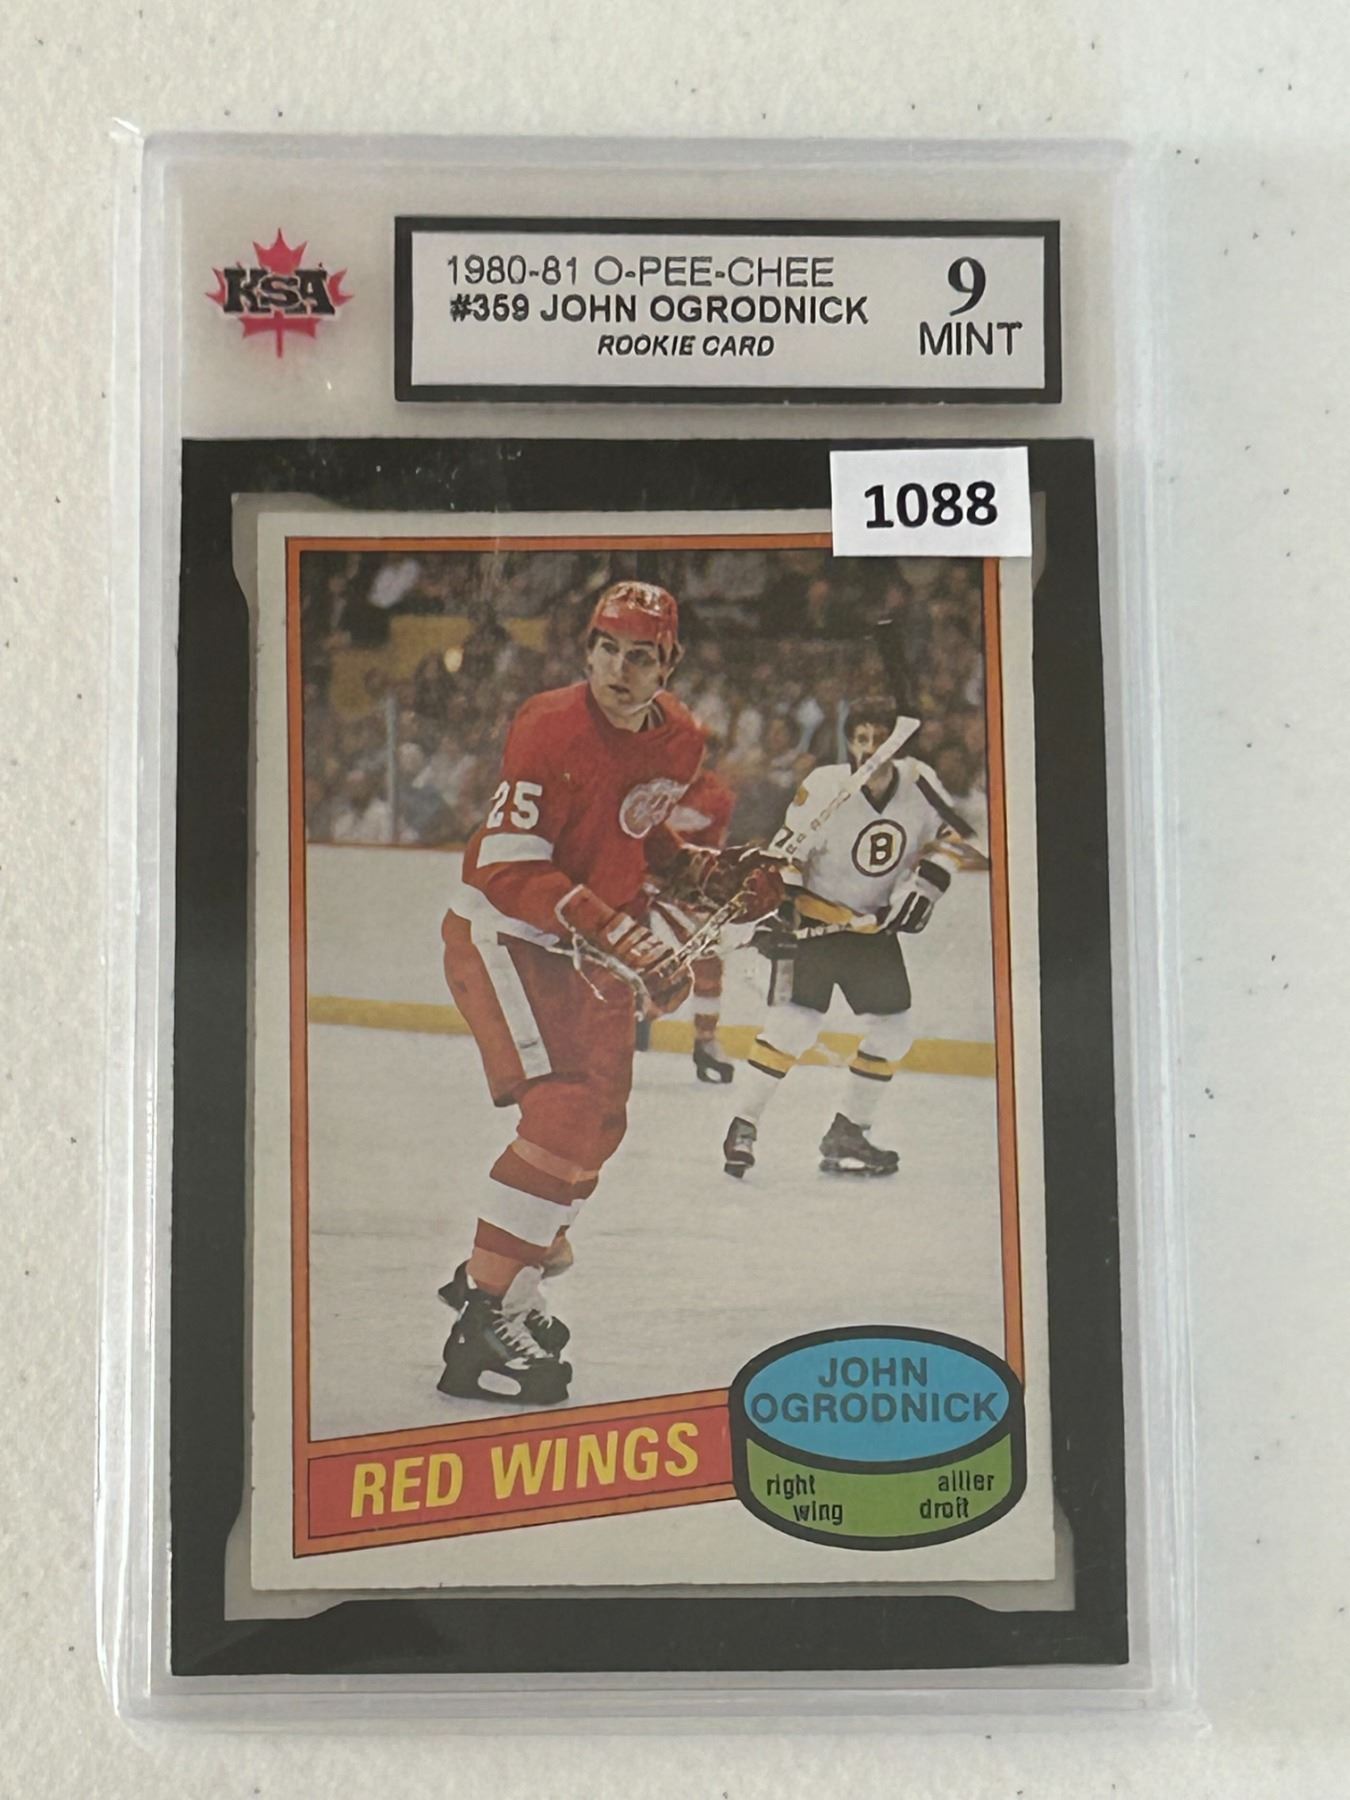 KSA
1980-81 O-PEE-CHEE
#359 JOHN OGRODNICK
ROOKIE CARD
9
MINT
1088
25
B
JOHN
OGRODNICK
RED WINGS
right
wing
ailier
droit